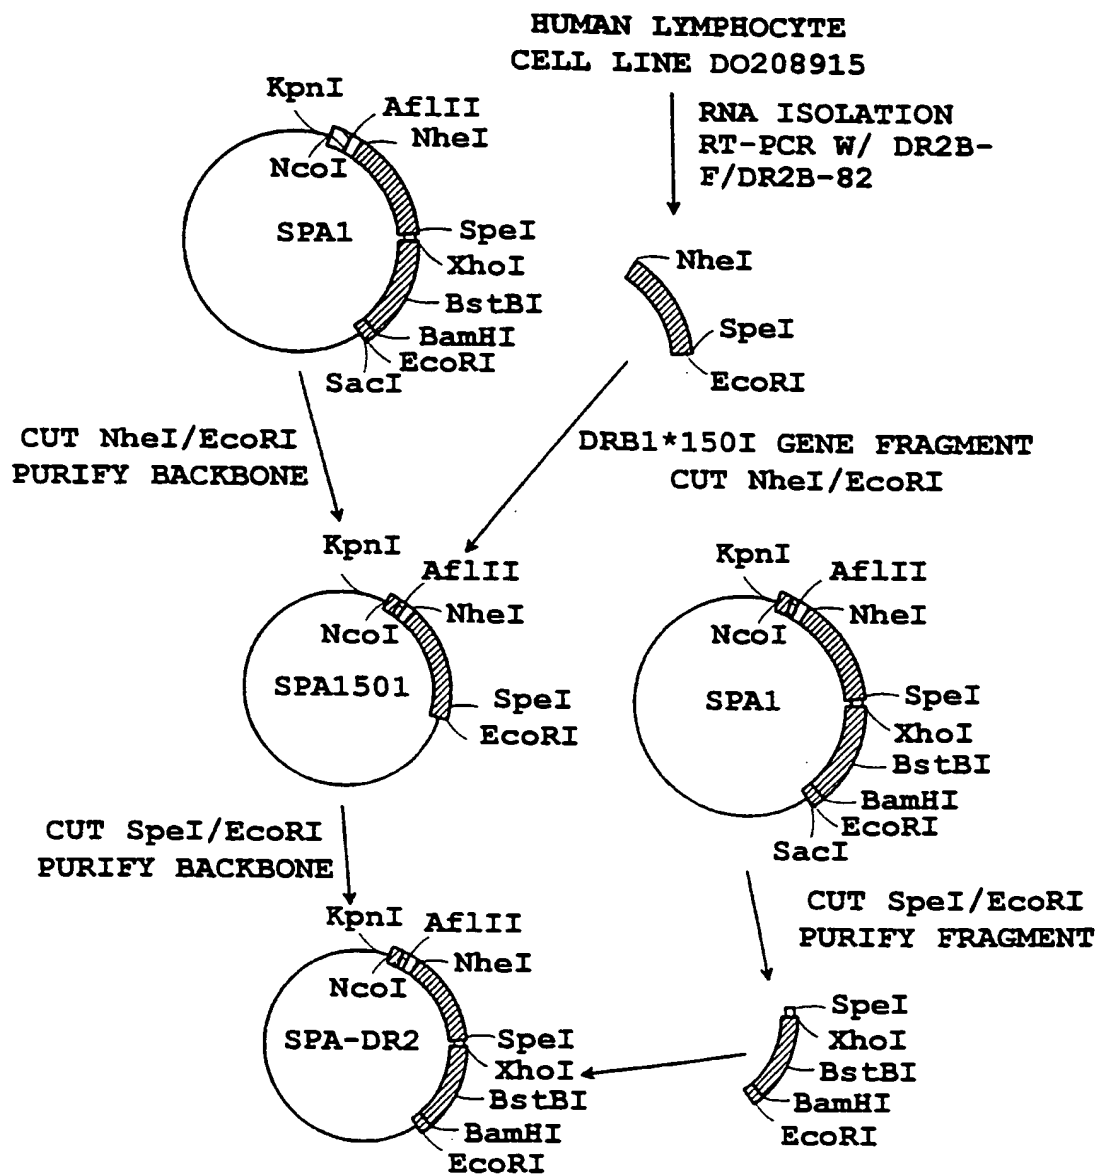 HUMAN LYMPHOCYTE
CELL LINE DO208915
RNA ISOLATION
RT-PCR W/ DR2B-
F/DR2B-82
KpnI
AflII
NheI
NcoI
SPA1
SpeI
XhoI
BstBI
BamHI
EcoRI
SacI
NheI
SpeI
EcoRI
CUT NheI/EcoRI
PURIFY BACKBONE
DRB1*150I GENE FRAGMENT
CUT NheI/EcoRI
KpnI
AflII
NheI
NcoI
SPA1501
SpeI
EcoRI
KpnI
AflII
NheI
NcoI
SPA1
SpeI
XhoI
BstBI
BamHI
EcoRI
SacI
CUT SpeI/EcoRI
PURIFY BACKBONE
CUT SpeI/EcoRI
PURIFY FRAGMENT
KpnI
AflII
NheI
NcoI
SPA-DR2
SpeI
XhoI
BstBI
BamHI
EcoRI
SpeI
XhoI
BstBI
BamHI
EcoRI